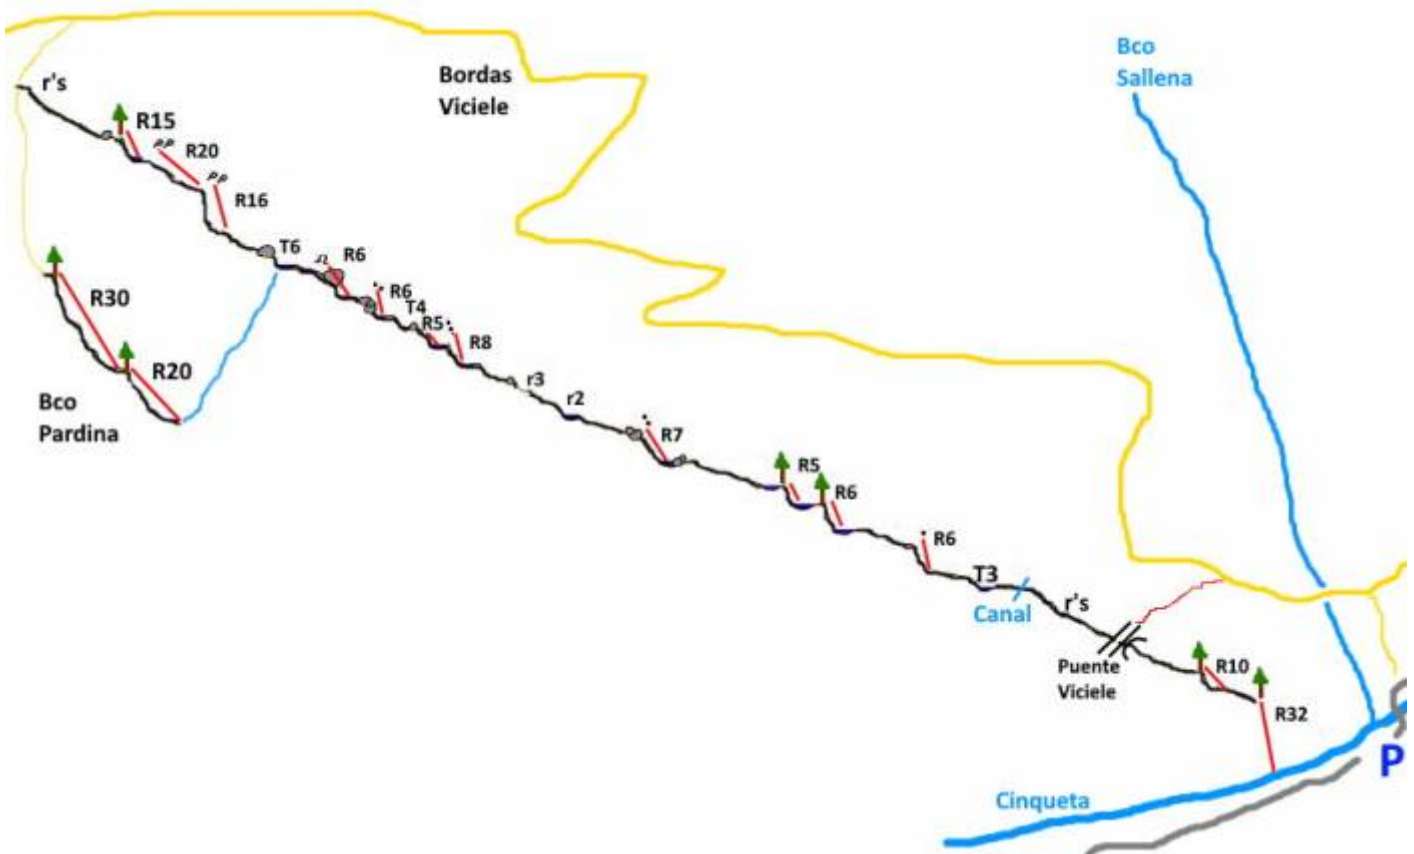 Bco
Sallena
Bordas
Viciele
r's
R15
R20
R16
T6
R6
R6
T4
R5
R8
R30
R20
Bco
Pardina
r3
r2
R7
R5
R6
R6
T3
Canal
r's
Puente
Viciele
R10
R32
P
Cinqueta